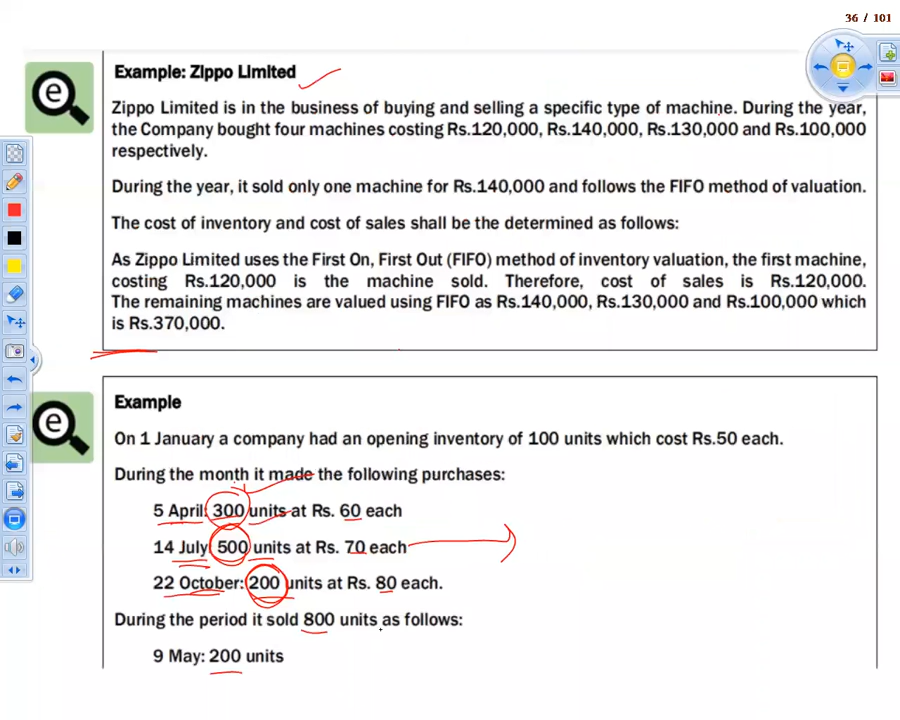 36 / 101
Example: Zippo Limited
Zippo Limited is in the business of buying and selling a specific type of machine. During the year,
the Company bought four machines costing Rs.120,000, Rs.140,000, Rs.130,000 and Rs.100,000
respectively.
During the year, it sold only one machine for Rs.140,000 and follows the FIFO method of valuation.
The cost of inventory and cost of sales shall be the determined as follows:
As Zippo Limited uses the First On, First Out (FIFO) method of inventory valuation, the first machine,
costing Rs.120,000 is the machine sold. Therefore, cost of sales is Rs.120,000.
The remaining machines are valued using FIFO as Rs.140,000, Rs.130,000 and Rs.100,000 which
is Rs.370,000.
Example
On 1 January a company had an opening inventory of 100 units which cost Rs.50 each.
During the month it made the following purchases:
5 April: 300 units at Rs. 60 each
14 July 500 units at Rs. 70 each
22 October: 200 units at Rs. 80 each.
During the period it sold 800 units as follows:
9 May: 200 units